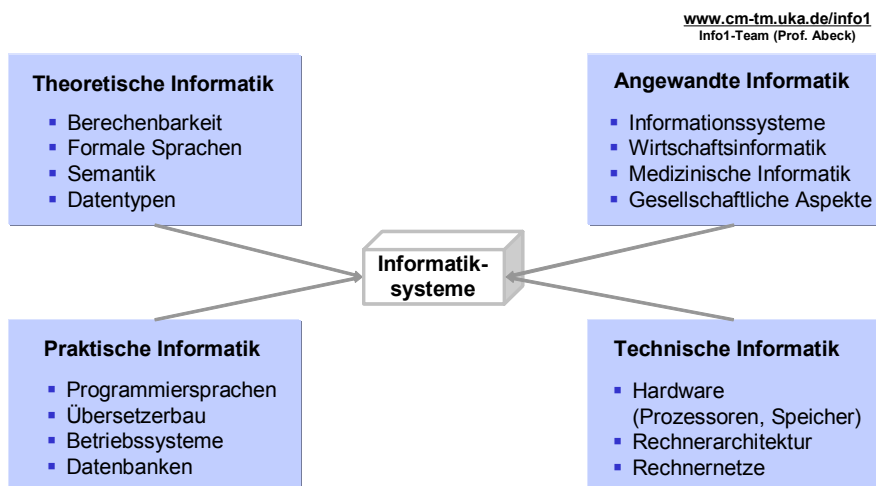 www.cm-tm.uka.de/info1
Info1-Team (Prof. Abeck)
Theoretische Informatik
Berechenbarkeit
Formale Sprachen
Semantik
Datentypen
Angewandte Informatik
Informationssysteme
Wirtschaftsinformatik
Medizinische Informatik
Gesellschaftliche Aspekte
Informatik-
systeme
Praktische Informatik
Programmiersprachen
Übersetzerbau
Betriebssysteme
Datenbanken
Technische Informatik
Hardware
(Prozessoren, Speicher)
Rechnerarchitektur
Rechnernetze